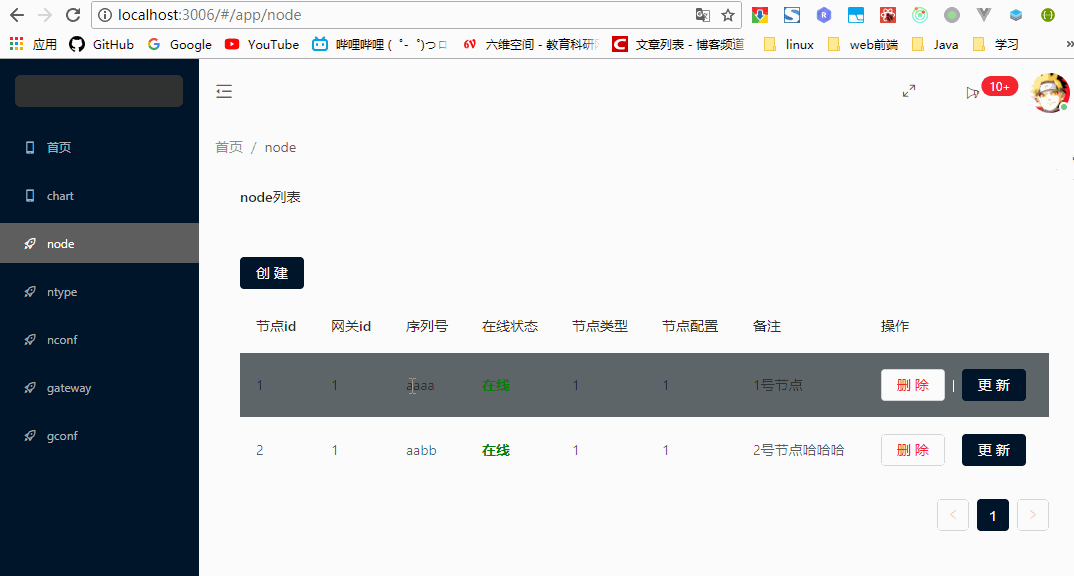 localhost:3006/#/app/node
应用 GitHub Google YouTube 哔哩哔哩 ( ゜- ゜)つロ 六维空间 - 教育科研 文章列表 - 博客频道 linux web前端 Java 学习 »
10+
首页
chart
node
ntype
nconf
gateway
gconf
首页 / node
node列表
创 建
节点id 网关id 序列号 在线状态 节点类型 节点配置 备注 操作
1 1 aaaa 在线 1 1 1号节点 删 除 | 更 新
2 1 aabb 在线 1 1 2号节点哈哈哈 删 除 更 新
< 1 >